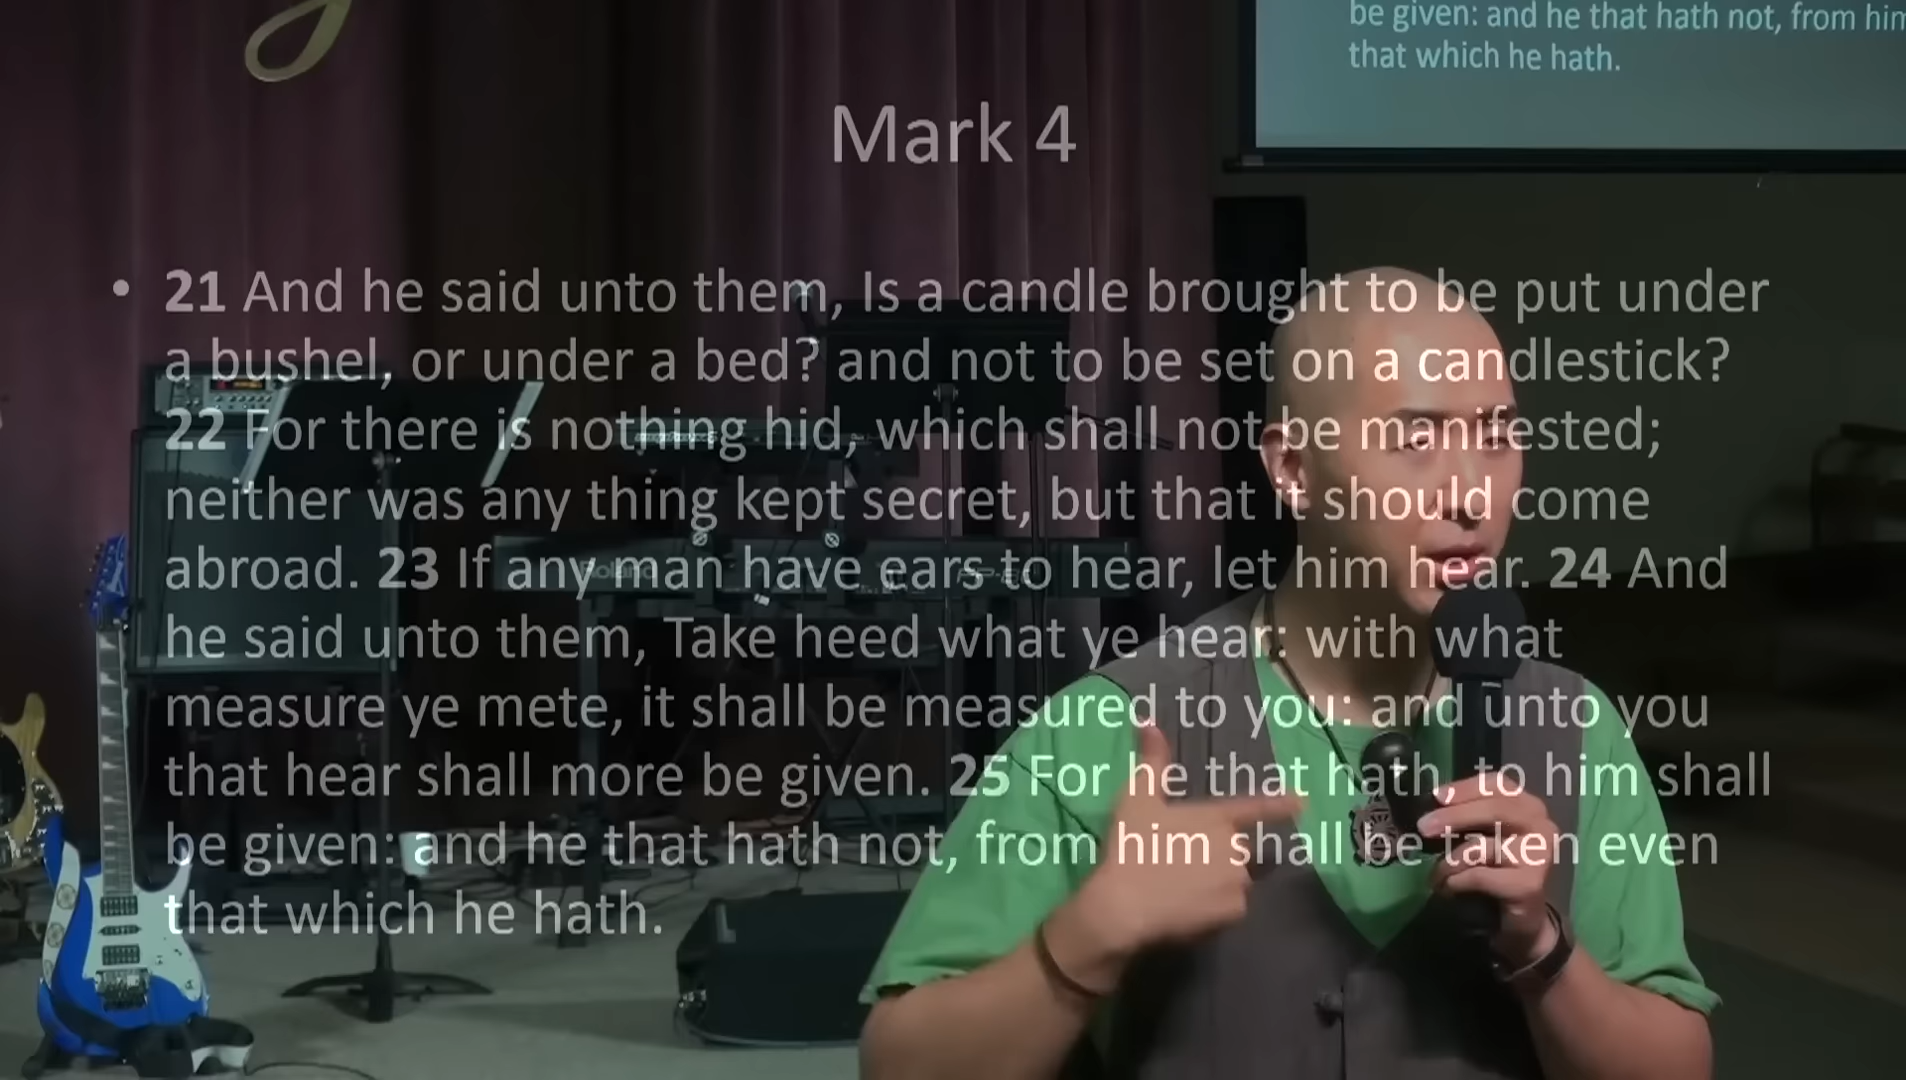 be given: and he that hath not, from him
that which he hath.
Mark 4
• 21 And he said unto them, Is a candle brought to be put under
a bushel, or under a bed? and not to be set on a candlestick?
22 For there is nothing hid, which shall not be manifested;
neither was any thing kept secret, but that it should come
abroad. 23 If any man have ears to hear, let him hear. 24 And
he said unto them, Take heed what ye hear: with what
measure ye mete, it shall be measured to you: and unto you
that hear shall more be given. 25 For he that hath, to him shall
be given: and he that hath not, from him shall be taken even
that which he hath.
Roland